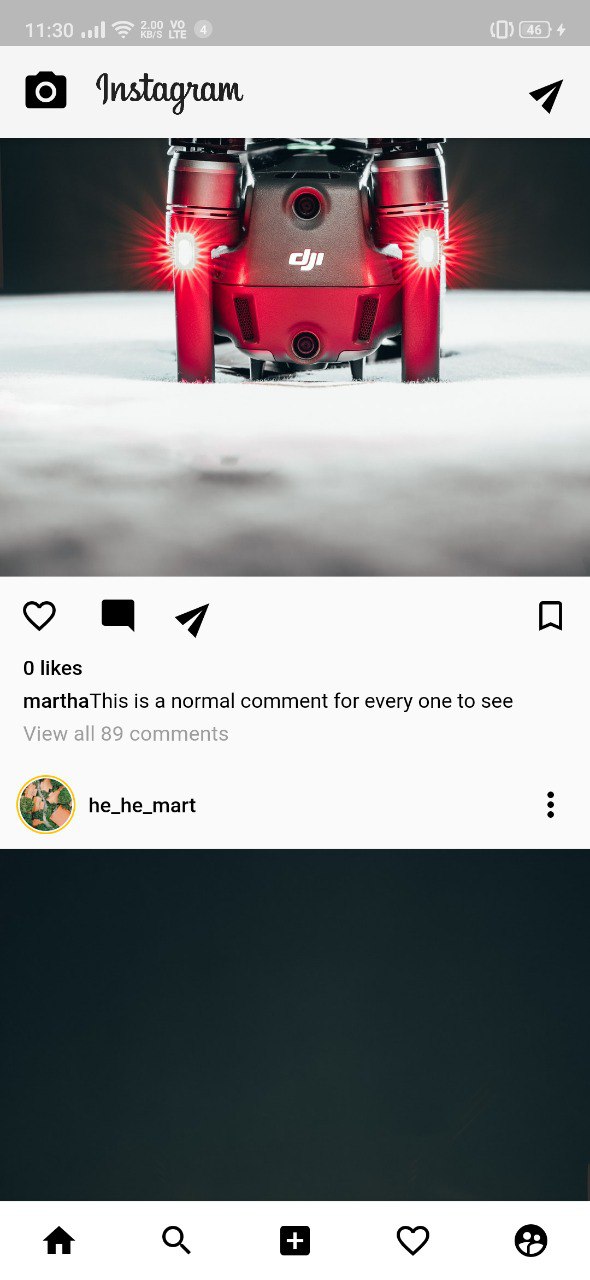 11:30 2.00 KB/S VO LTE 4 46
Instagram
dji
0 likes
marthaThis is a normal comment for every one to see
View all 89 comments
he_he_mart